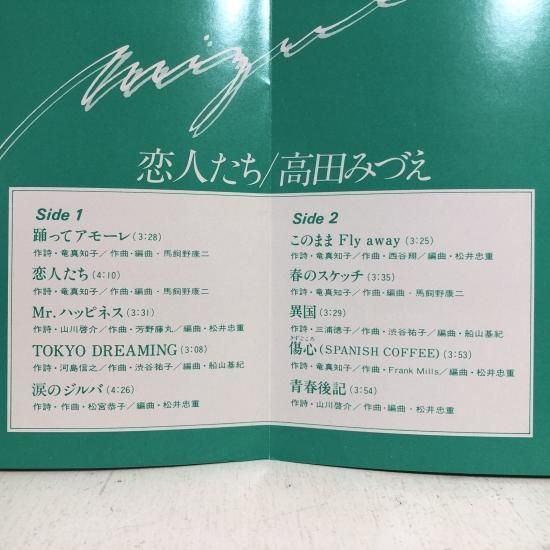 Mizue
恋人たち/高田みづえ
Side 1
踊ってアモーレ(3:28)
作詩・竜真知子/作曲・編曲・馬飼野康二
恋人たち(4:10)
作詩・竜真知子/作曲・編曲・馬飼野康二
Mr.ハッピネス(3:31)
作詩・山川啓介/作曲・芳野藤丸/編曲・松井忠重
TOKYO DREAMING(3:08)
作詩・河島信之/作曲・渋谷祐子/編曲・船山基紀
涙のジルバ(4:26)
作詩・作曲・松宮恭子/編曲・松井忠重
Side 2
このまま Fly away(3:25)
作詩・竜真知子/作曲・西谷翔/編曲・松井忠重
春のスケッチ(3:35)
作詩・竜真知子/作曲・編曲・馬飼野康二
異国(3:29)
作詩・三浦徳子/作曲・渋谷祐子/編曲・船山基紀
きずごころ
傷心(SPANISH COFFEE)(3:53)
作詩・竜真知子/作曲・Frank Mills/編曲・松井忠重
青春後記(3:54)
作詩・山川啓介/作曲・編曲・松井忠重